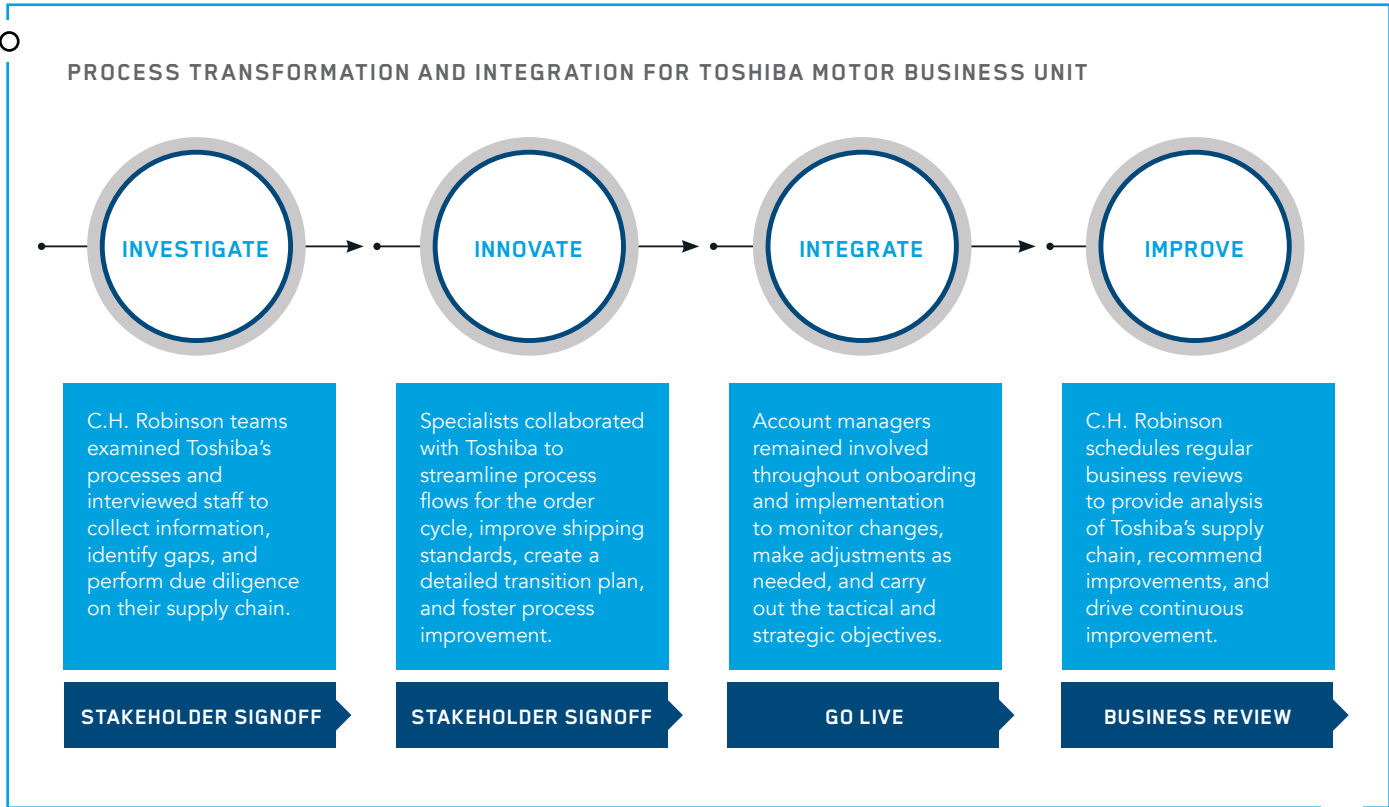 PROCESS TRANSFORMATION AND INTEGRATION FOR TOSHIBA MOTOR BUSINESS UNIT
INVESTIGATE
INNOVATE
INTEGRATE
IMPROVE
C.H. Robinson teams
examined Toshiba’s
processes and
interviewed staff to
collect information,
identify gaps, and
perform due diligence
on their supply chain.
Specialists collaborated
with Toshiba to
streamline process
flows for the order
cycle, improve shipping
standards, create a
detailed transition plan,
and foster process
improvement.
Account managers
remained involved
throughout onboarding
and implementation
to monitor changes,
make adjustments as
needed, and carry
out the tactical and
strategic objectives.
C.H. Robinson
schedules regular
business reviews
to provide analysis
of Toshiba’s supply
chain, recommend
improvements, and
drive continuous
improvement.
STAKEHOLDER SIGNOFF
STAKEHOLDER SIGNOFF
GO LIVE
BUSINESS REVIEW